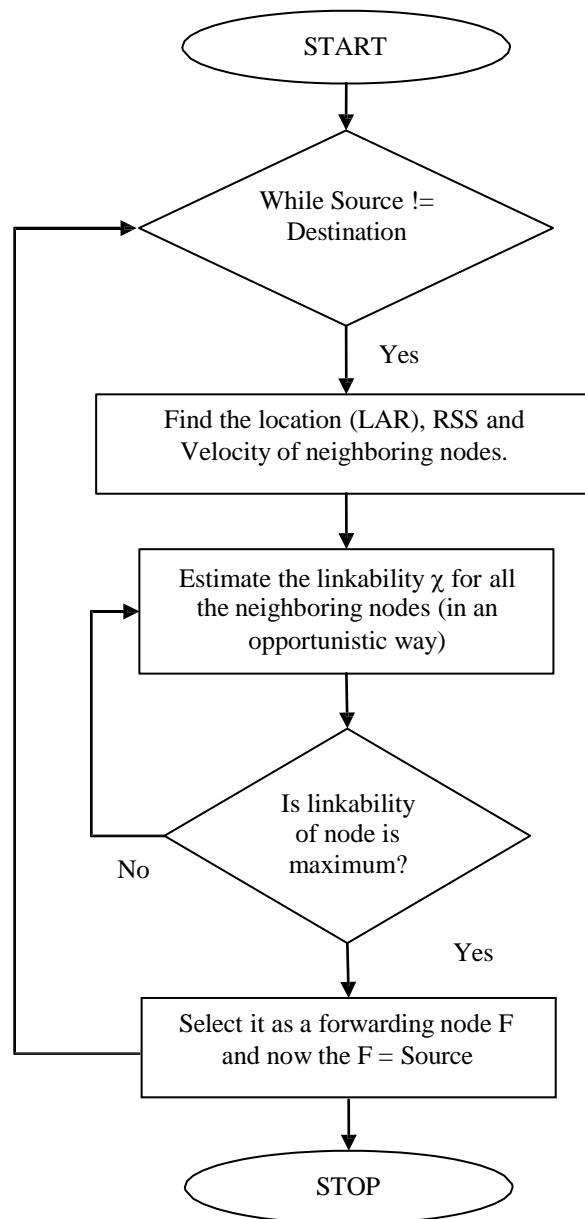 START
While Source !=
Destination
Yes
Find the location (LAR), RSS and
Velocity of neighboring nodes.
Estimate the linkability χ for all
the neighboring nodes (in an
opportunistic way)
Is linkability
of node is
maximum?
No
Yes
Select it as a forwarding node F
and now the F = Source
STOP